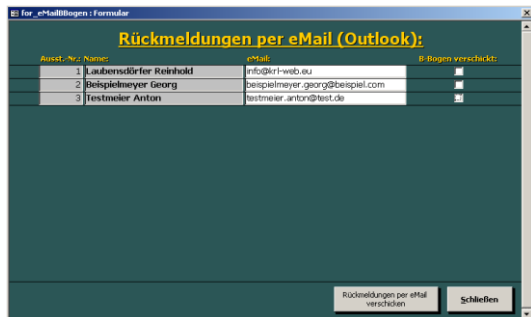 for_eMailBBogen : Formular
Rückmeldungen per eMail (Outlook):
Ausst.-Nr.: Name: eMail: B-Bogen verschickt:
1 Laubensdörfer Reinhold info@krl-web.eu
2 Beispielmeyer Georg beispielmeyer.georg@beispiel.com
3 Testmeier Anton testmeier.anton@test.de
Rückmeldungen per eMail
verschicken
Schließen